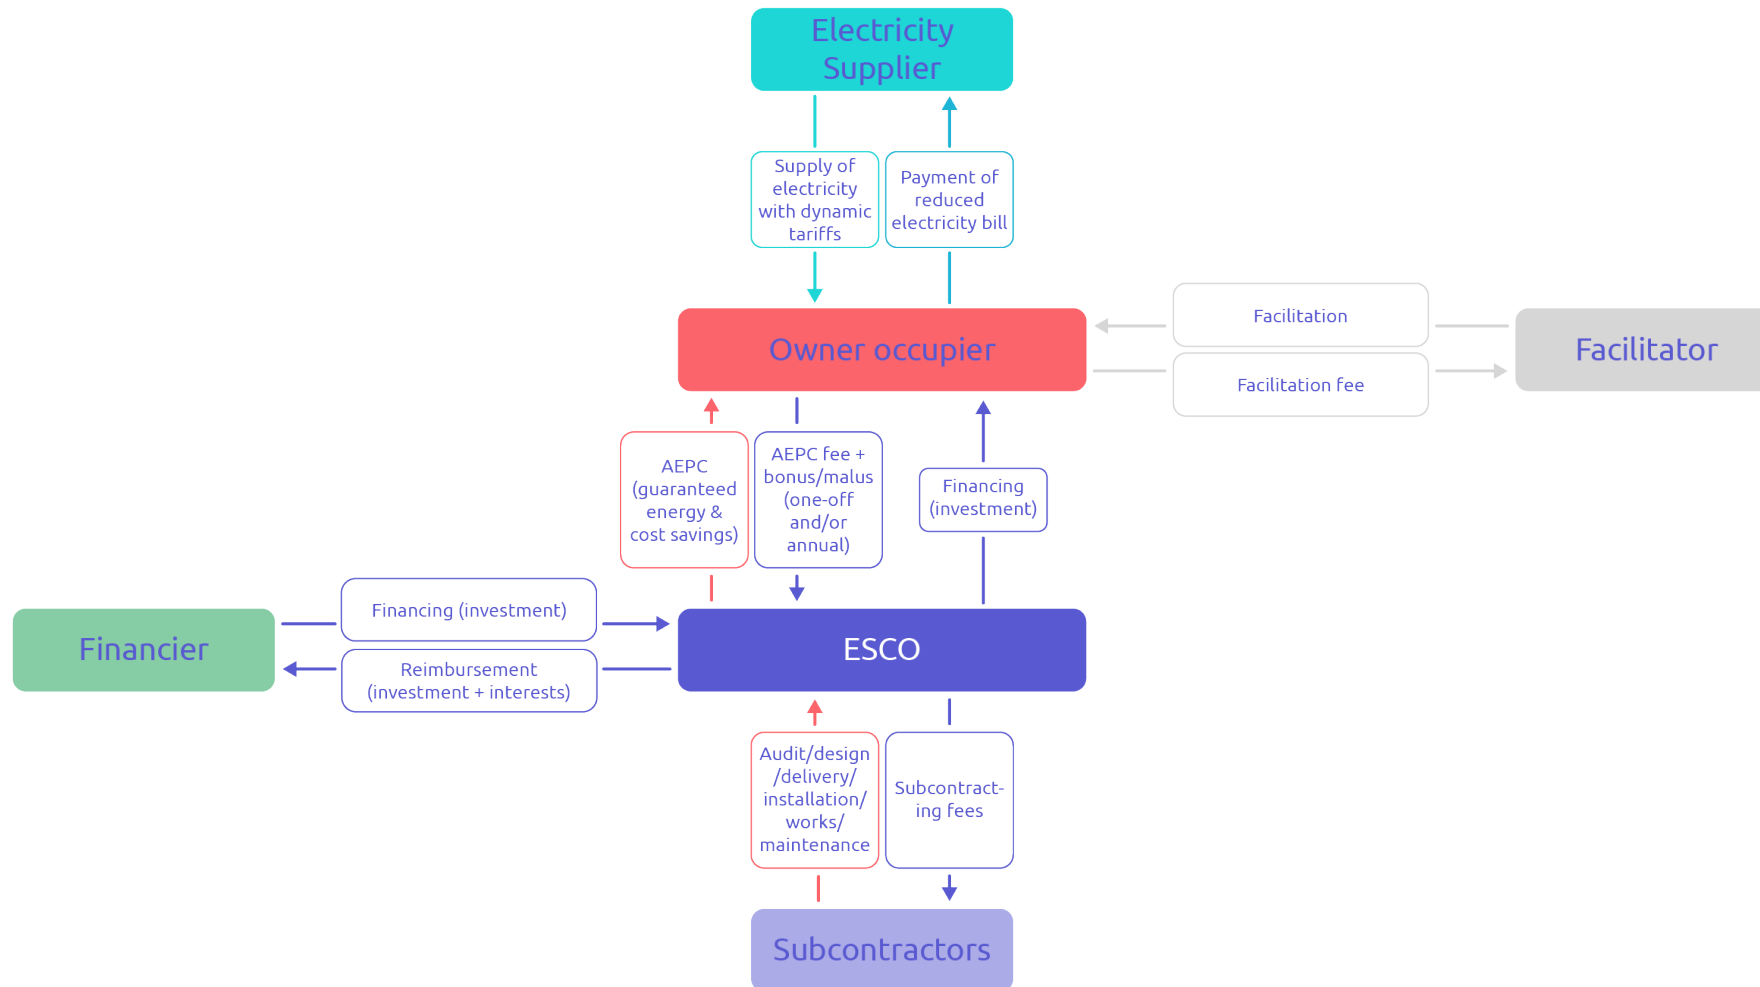 Electricity
Supplier
Supply of
electricity
with dynamic
tariffs
Payment of
reduced
electricity bill
Owner occupier
Facilitation
Facilitation fee
Facilitator
AEPC
(guaranteed
energy &
cost savings)
AEPC fee +
bonus/malus
(one-off
and/or
annual)
Financing
(investment)
Financier
Financing (investment)
Reimbursement
(investment + interests)
ESCO
Audit/design
/delivery/
installation/
works/
maintenance
Subcontract-
ing fees
Subcontractors